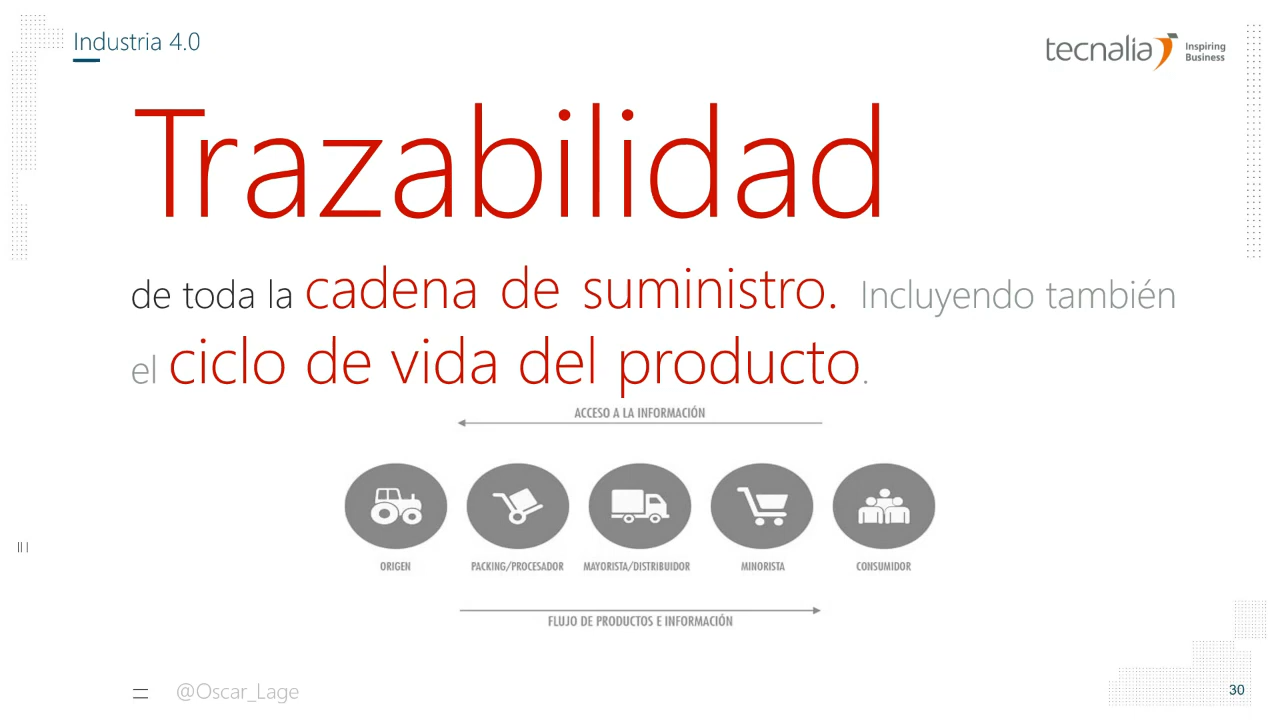 Industria 4.0
tecnalia Inspiring Business
Trazabilidad
de toda la cadena de suministro. Incluyendo también
el ciclo de vida del producto.
ACCESO A LA INFORMACIÓN
ORIGEN PACKING/PROCESADOR MAYORISTA/DISTRIBUIDOR MINORISTA CONSUMIDOR
FLUJO DE PRODUCTOS E INFORMACIÓN
@Oscar_Lage
30